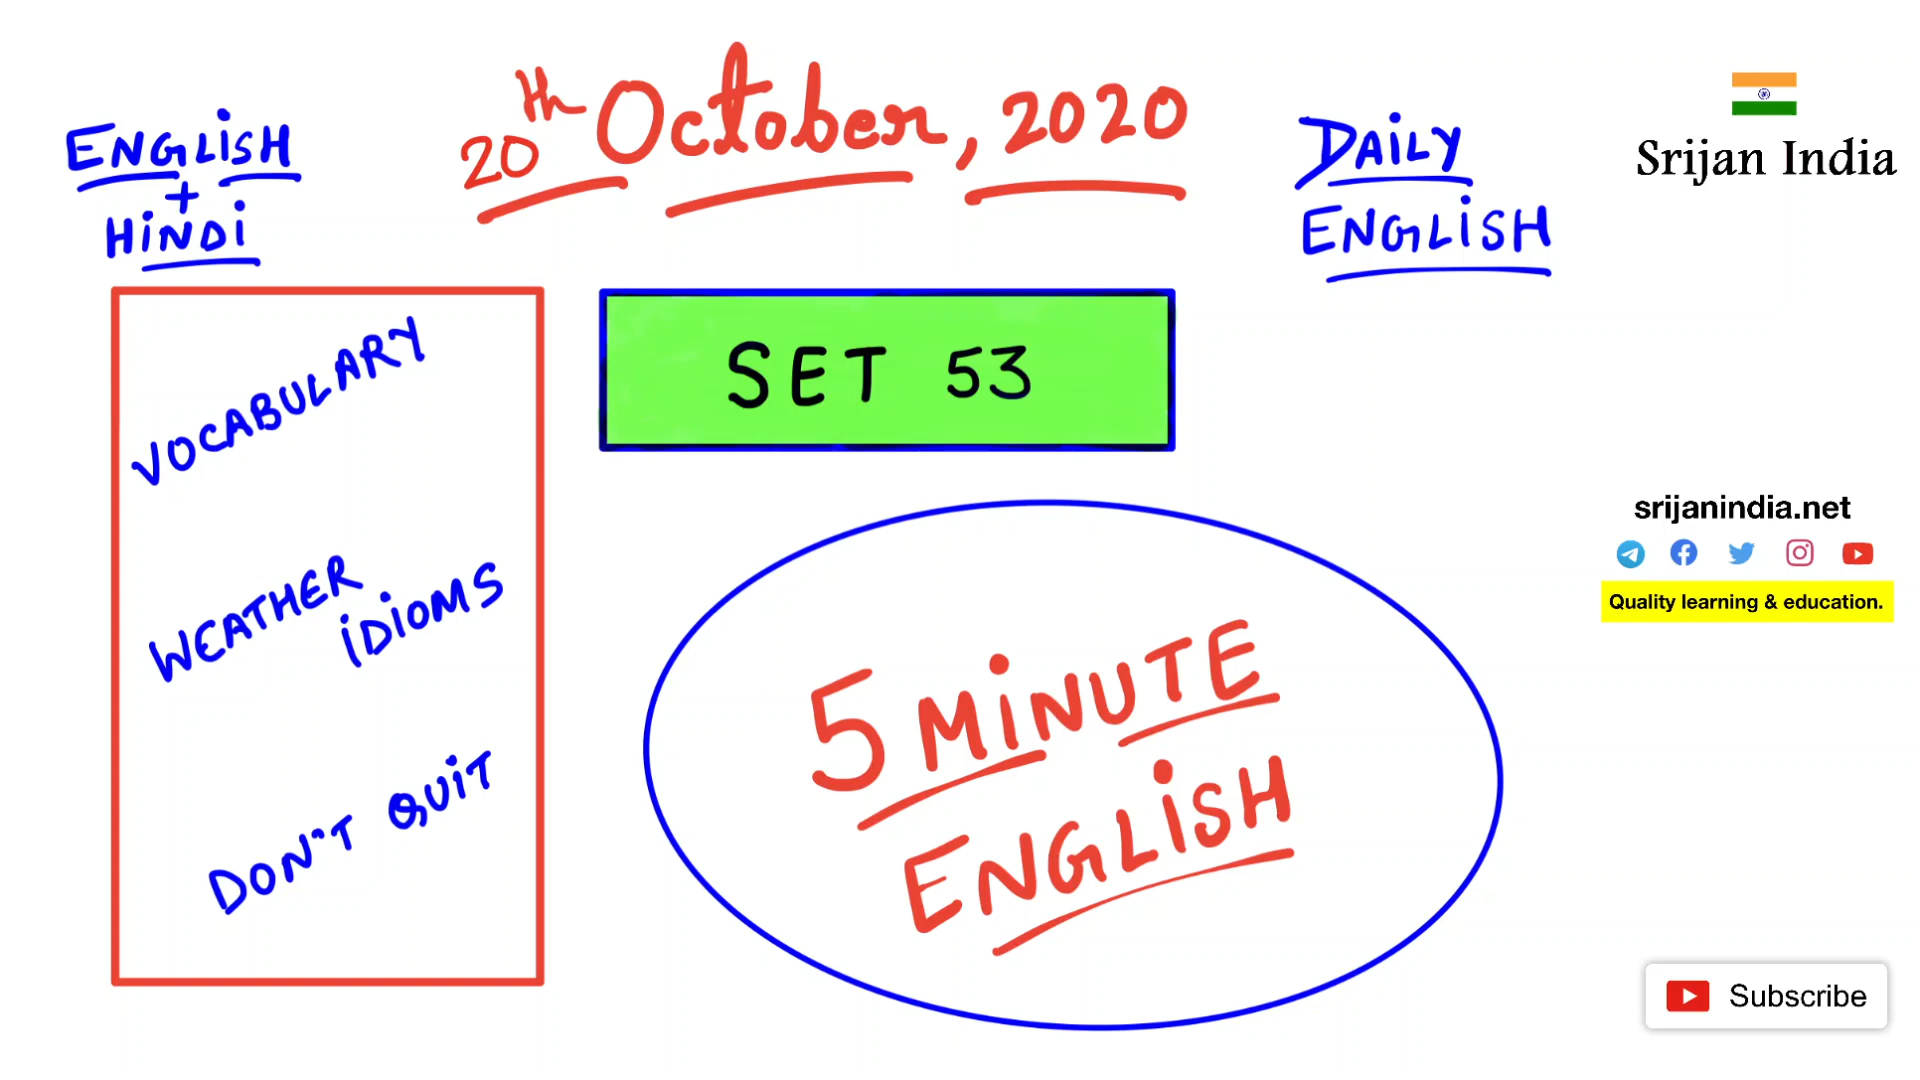 20th October, 2020
ENGLiSH
+
HiNDi
DAiLY
ENGLiSH
Srijan India
SET 53
VOCABULARY
WEATHER
iDiOMS
DON'T QUiT
5 MiNUTE
ENGLiSH
srijanindia.net
Quality learning & education.
Subscribe